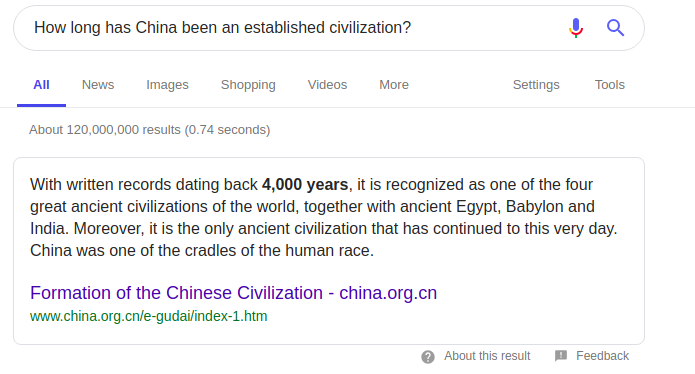 How long has China been an established civilization?
All News Images Shopping Videos More Settings Tools
About 120,000,000 results (0.74 seconds)
With written records dating back 4,000 years, it is recognized as one of the four
great ancient civilizations of the world, together with ancient Egypt, Babylon and
India. Moreover, it is the only ancient civilization that has continued to this very day.
China was one of the cradles of the human race.
Formation of the Chinese Civilization - china.org.cn
www.china.org.cn/e-gudai/index-1.htm
About this result Feedback